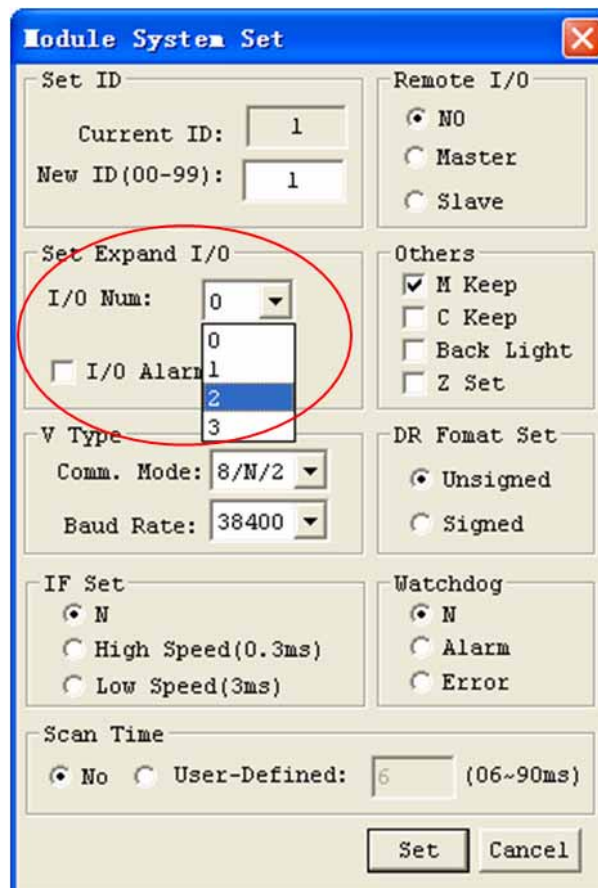 Module System Set
Set ID
Current ID: 1
New ID(00-99): 1
Remote I/O
NO
Master
Slave
Set Expand I/O
I/O Num: 0
0
1
2
3
I/O Alarm
Others
M Keep
C Keep
Back Light
Z Set
V Type
Comm. Mode: 8/N/2
Baud Rate: 38400
DR Fomat Set
Unsigned
Signed
IF Set
N
High Speed(0.3ms)
Low Speed(3ms)
Watchdog
N
Alarm
Error
Scan Time
No User-Defined: 6 (06~90ms)
Set Cancel